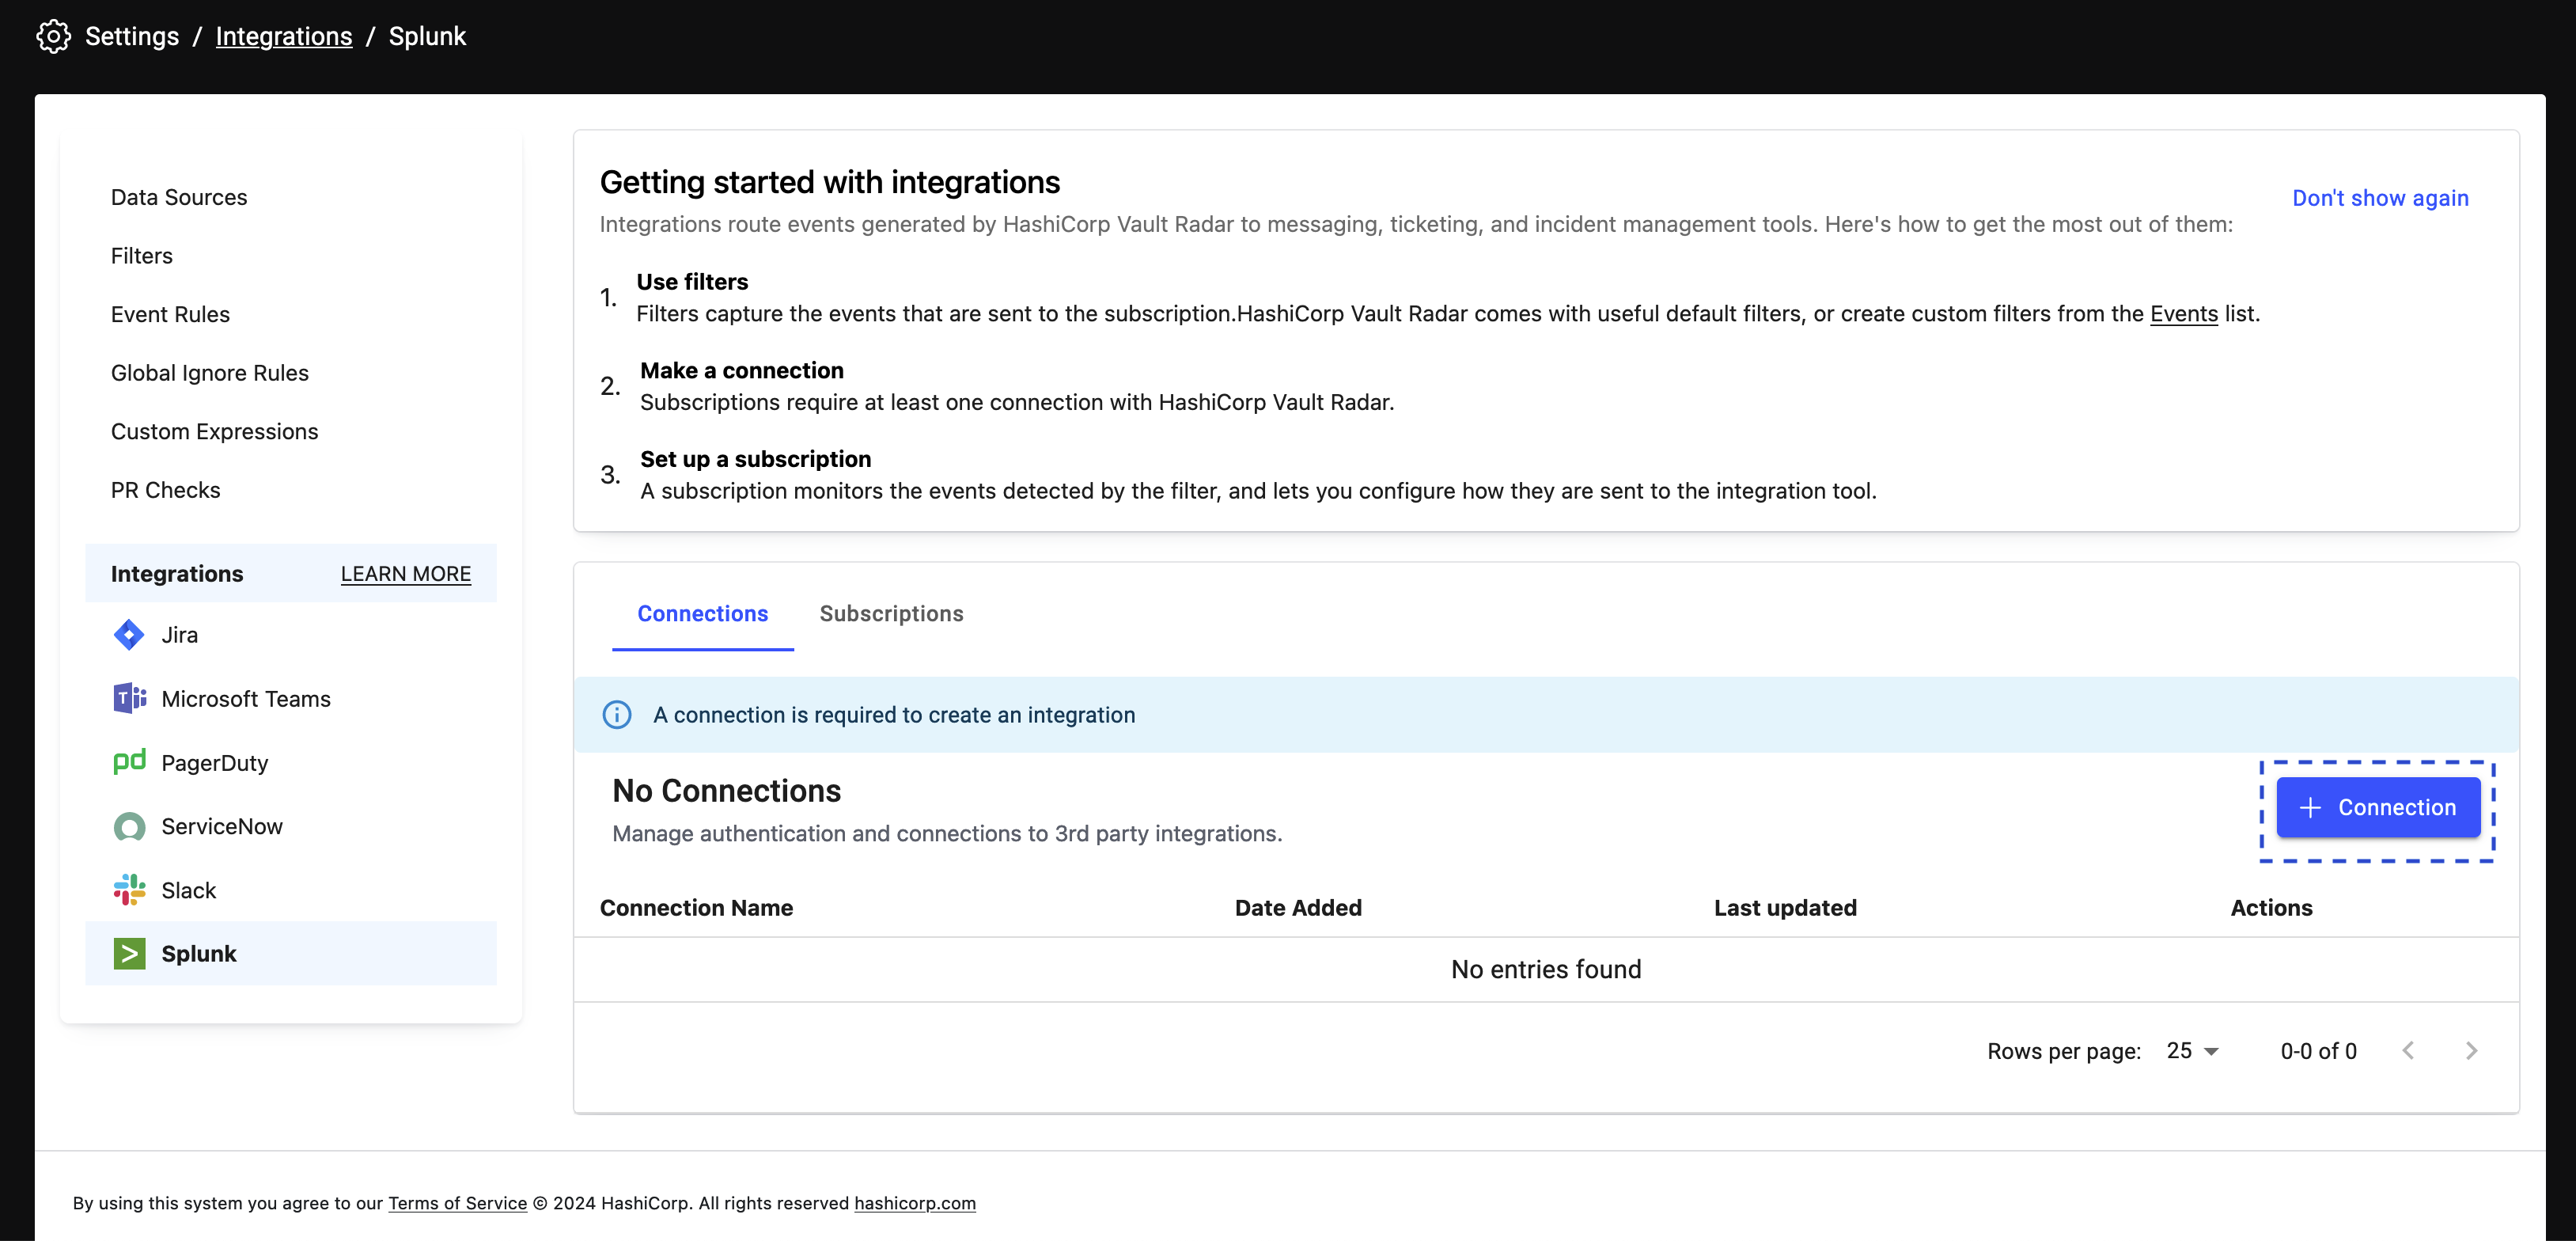 Settings / Integrations / Splunk
Data Sources
Filters
Event Rules
Global Ignore Rules
Custom Expressions
PR Checks
Integrations LEARN MORE
Jira
Microsoft Teams
PagerDuty
ServiceNow
Slack
Splunk
Getting started with integrations
Don't show again
Integrations route events generated by HashiCorp Vault Radar to messaging, ticketing, and incident management tools. Here's how to get the most out of them:
1. Use filters
Filters capture the events that are sent to the subscription.HashiCorp Vault Radar comes with useful default filters, or create custom filters from the Events list.
2. Make a connection
Subscriptions require at least one connection with HashiCorp Vault Radar.
3. Set up a subscription
A subscription monitors the events detected by the filter, and lets you configure how they are sent to the integration tool.
Connections Subscriptions
A connection is required to create an integration
No Connections
Manage authentication and connections to 3rd party integrations.
+ Connection
Connection Name Date Added Last updated Actions
No entries found
Rows per page: 25 0-0 of 0
By using this system you agree to our Terms of Service © 2024 HashiCorp. All rights reserved hashicorp.com